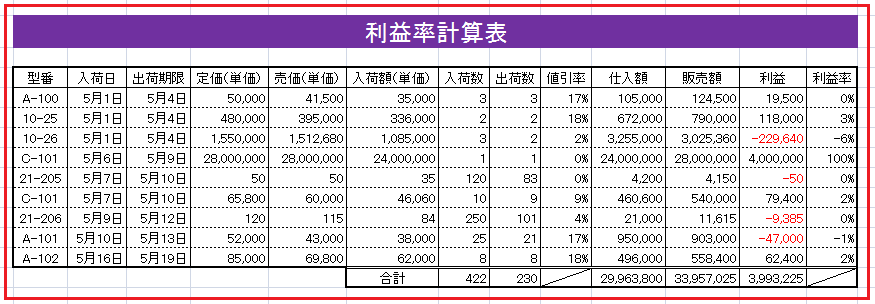 利益率計算表
型番 入荷日 出荷期限 定価(単価) 売価(単価) 入荷額(単価) 入荷数 出荷数 値引率 仕入額 販売額 利益 利益率
A-100 5月1日 5月4日 50,000 41,500 35,000 3 3 17% 105,000 124,500 19,500 0%
10-25 5月1日 5月4日 480,000 395,000 336,000 2 2 18% 672,000 790,000 118,000 3%
10-26 5月1日 5月4日 1,550,000 1,512,680 1,085,000 3 2 2% 3,255,000 3,025,360 -229,640 -6%
C-101 5月6日 5月9日 28,000,000 28,000,000 24,000,000 1 1 0% 24,000,000 28,000,000 4,000,000 100%
21-205 5月7日 5月10日 50 50 35 120 83 0% 4,200 4,150 -50 0%
C-101 5月7日 5月10日 65,800 60,000 46,060 10 9 9% 460,600 540,000 79,400 2%
21-206 5月9日 5月12日 120 115 84 250 101 4% 21,000 11,615 -9,385 0%
A-101 5月10日 5月13日 52,000 43,000 38,000 25 21 17% 950,000 903,000 -47,000 -1%
A-102 5月16日 5月19日 85,000 69,800 62,000 8 8 18% 496,000 558,400 62,400 2%
合計 422 230 29,963,800 33,957,025 3,993,225